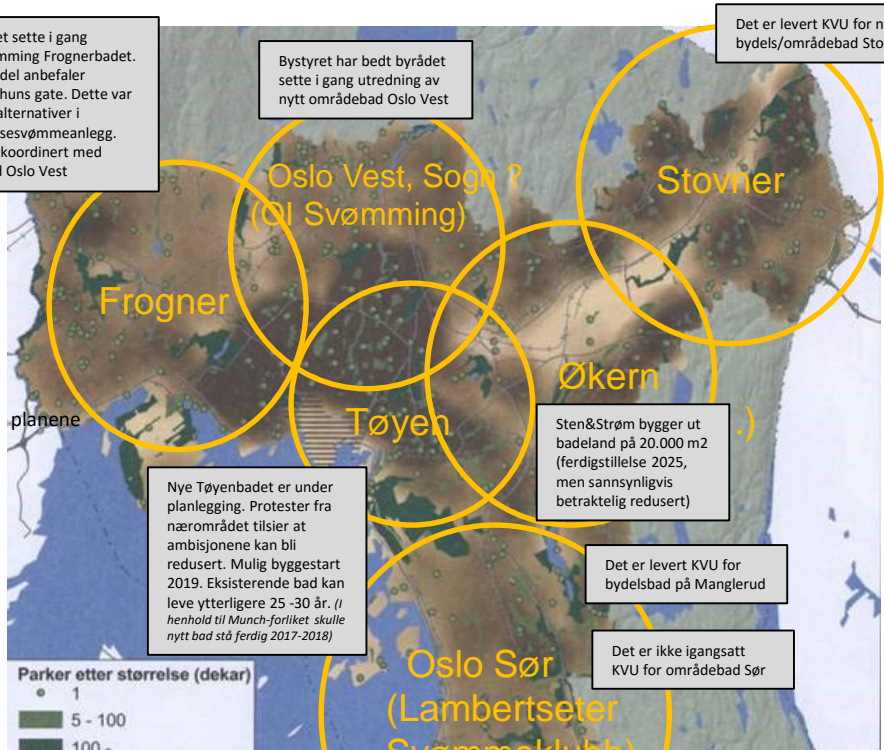 et sette i gang
mming Frognerbadet.
del anbefaler
huns gate. Dette var
alternativer i
sesvømmeanlegg.
koordinert med
l Oslo Vest
Bystyret har bedt byrådet
sette i gang utredning av
nytt områdebad Oslo Vest
Det er levert KVU for n
bydels/områdebad Sto
Oslo Vest, Sogn ?
(OI Svømming)
Stovner
Frogner
Økern
Tøyen
.)
planene
Sten&Strøm bygger ut
badeland på 20.000 m2
(ferdigstillelse 2025,
men sannsynligvis
betraktelig redusert)
Nye Tøyenbadet er under
planlegging. Protester fra
nærområdet tilsier at
ambisjonene kan bli
redusert. Mulig byggestart
2019. Eksisterende bad kan
leve ytterligere 25 -30 år. (I
henhold til Munch-forliket skulle
nytt bad stå ferdig 2017-2018)
Det er levert KVU for
bydelsbad på Manglerud
Det er ikke igangsatt
KVU for områdebad Sør
Oslo Sør
(Lambertseter
Svømmeklubb)
Parker etter størrelse (dekar)
1
5 - 100
100 -